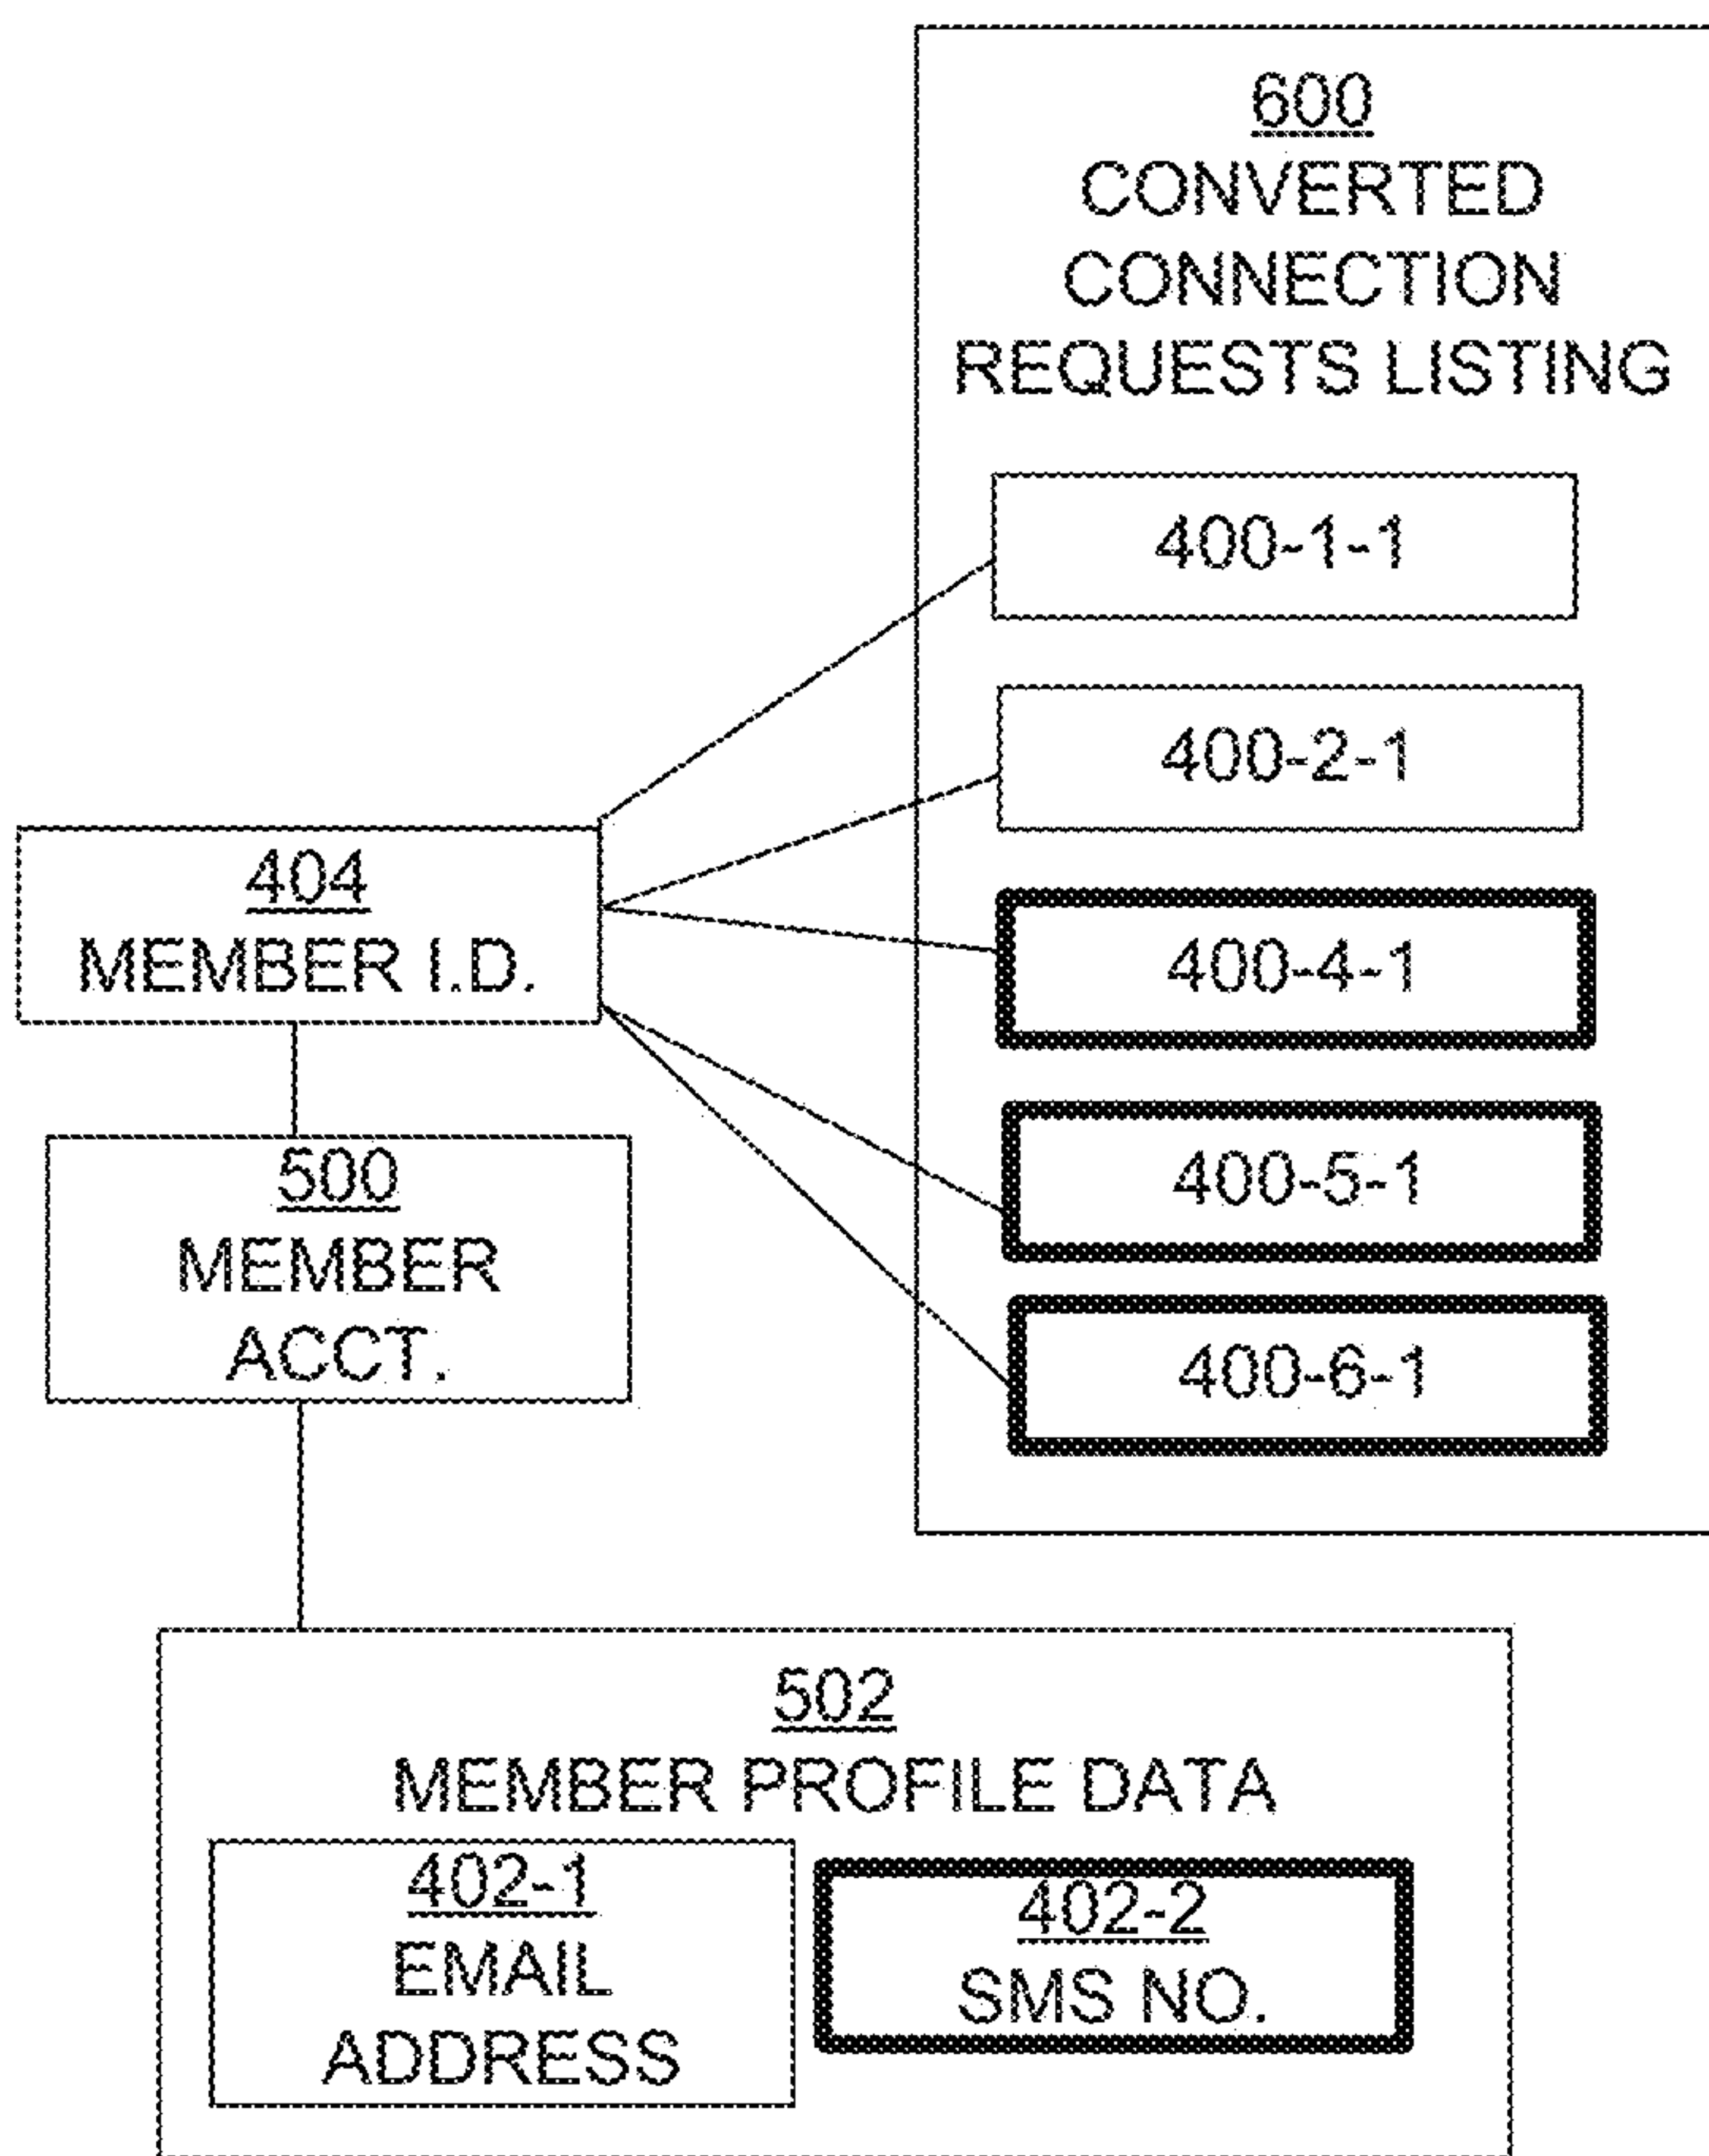 600
CONVERTED
CONNECTION
REQUESTS LISTING
400-1-1
400-2-1
404
MEMBER I.D.
400-4-1
500
MEMBER
ACCT.
400-5-1
400-6-1
502
MEMBER PROFILE DATA
402-1
EMAIL
ADDRESS
402-2
SMS NO.